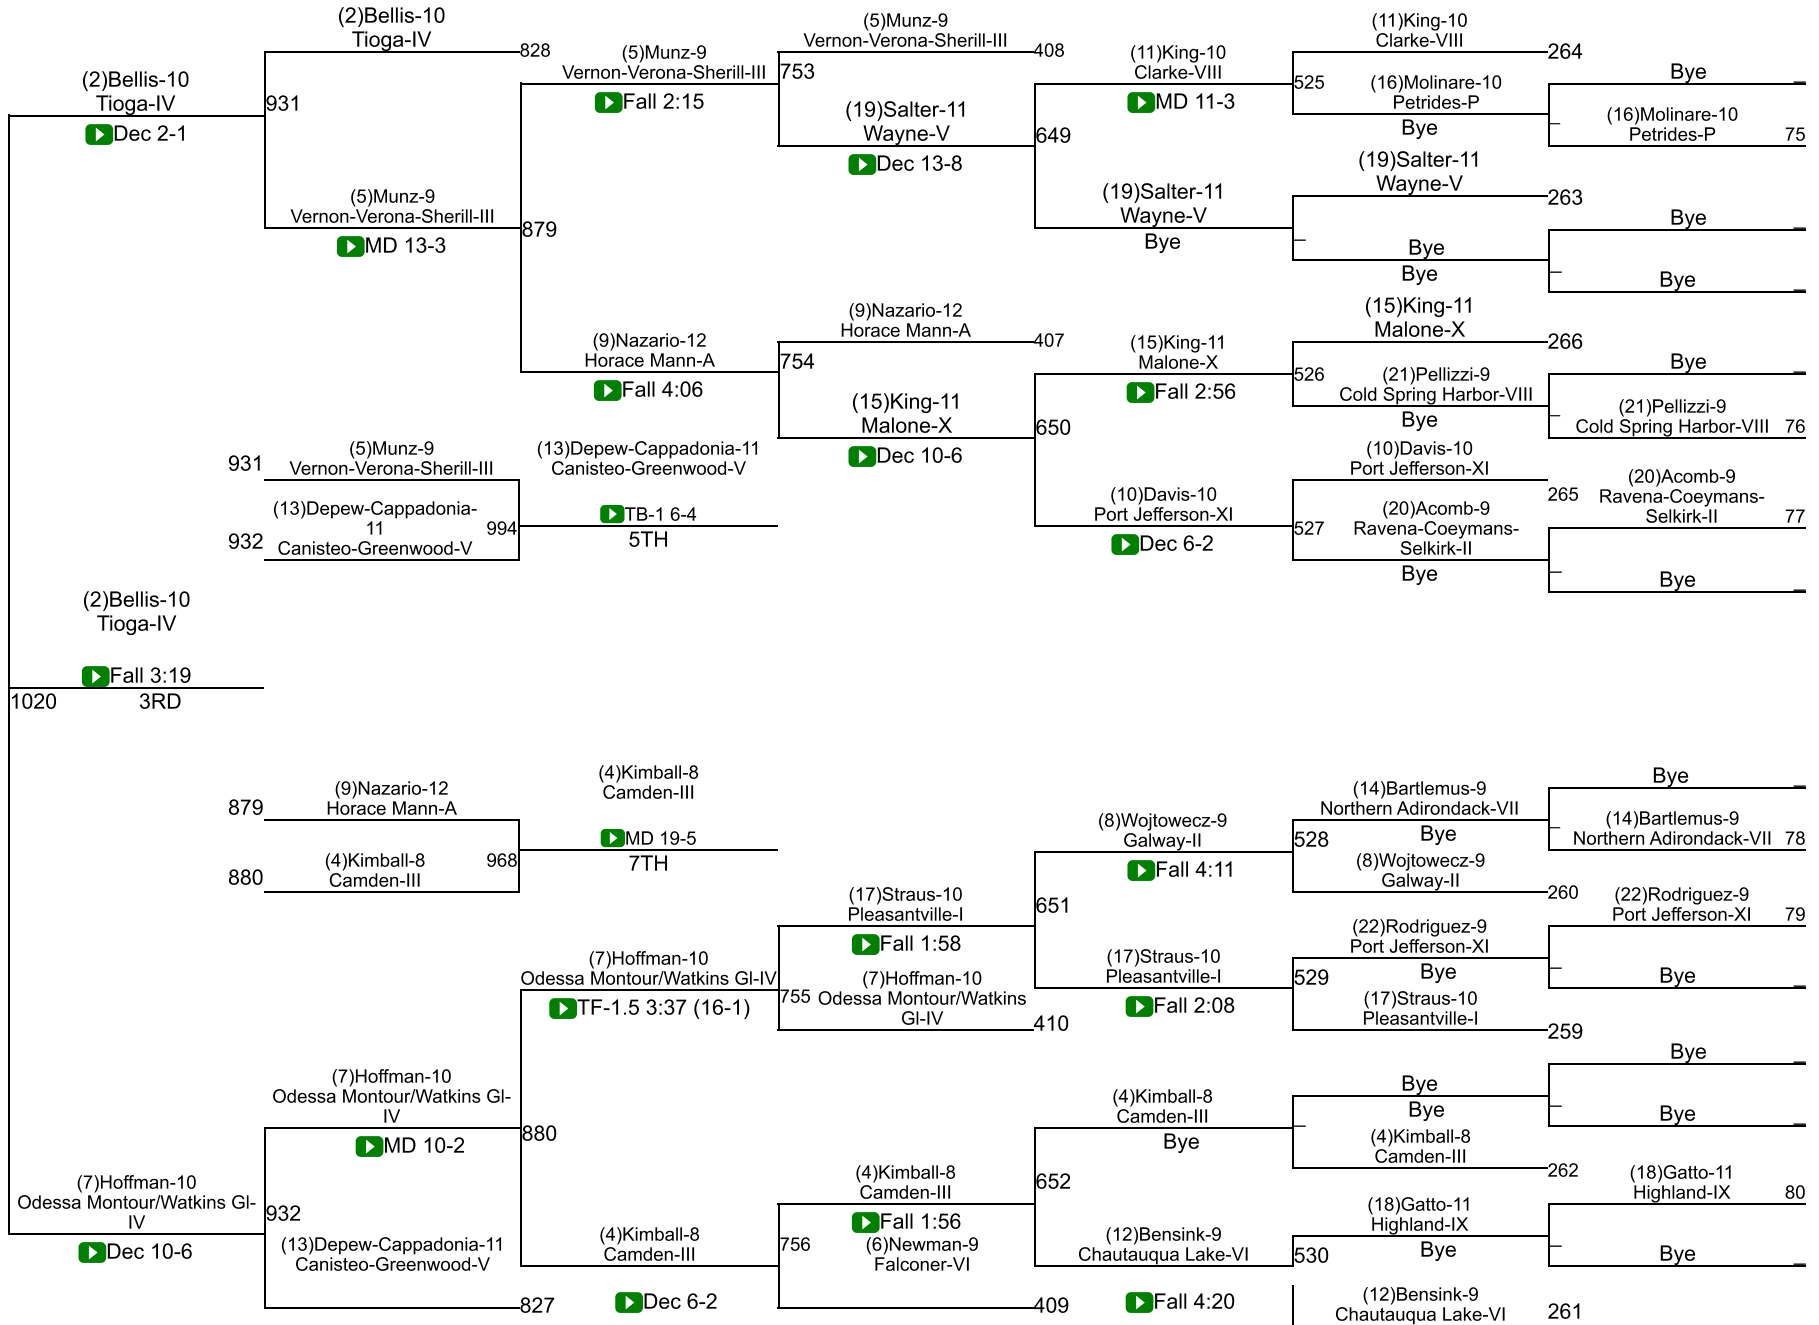 (2)Bellis-10
Tioga-IV
Dec 2-1
931
(2)Bellis-10
Tioga-IV
828
(5)Munz-9
Vernon-Verona-Sherill-III
MD 13-3
879
(5)Munz-9
Vernon-Verona-Sherill-III
Fall 2:15
753
(5)Munz-9
Vernon-Verona-Sherill-III
408
(19)Salter-11
Wayne-V
Dec 13-8
649
(11)King-10
Clarke-VIII
MD 11-3
525
(11)King-10
Clarke-VIII
264
(16)Molinare-10
Petrides-P
Bye
Bye
(16)Molinare-10
Petrides-P
75
(19)Salter-11
Wayne-V
Bye
(19)Salter-11
Wayne-V
263
Bye
Bye
Bye
Bye
(9)Nazario-12
Horace Mann-A
Fall 4:06
754
(9)Nazario-12
Horace Mann-A
407
(15)King-11
Malone-X
Dec 10-6
650
(15)King-11
Malone-X
Fall 2:56
526
(15)King-11
Malone-X
266
(21)Pellizzi-9
Cold Spring Harbor-VIII
Bye
Bye
(21)Pellizzi-9
Cold Spring Harbor-VIII
76
(10)Davis-10
Port Jefferson-XI
Dec 6-2
527
(10)Davis-10
Port Jefferson-XI
265
(20)Acomb-9
Ravena-Coeymans-
Selkirk-II
Bye
(20)Acomb-9
Ravena-Coeymans-
Selkirk-II
77
Bye
931
(5)Munz-9
Vernon-Verona-Sherill-III
932
(13)Depew-Cappadonia-
11
Canisteo-Greenwood-V
994
(13)Depew-Cappadonia-11
Canisteo-Greenwood-V
TB-1 6-4
5TH
(2)Bellis-10
Tioga-IV
Fall 3:19
1020
3RD
879
(9)Nazario-12
Horace Mann-A
880
(4)Kimball-8
Camden-III
968
(4)Kimball-8
Camden-III
MD 19-5
7TH
(7)Hoffman-10
Odessa Montour/Watkins Gl-
IV
Dec 10-6
932
(7)Hoffman-10
Odessa Montour/Watkins Gl-
IV
MD 10-2
880
(13)Depew-Cappadonia-11
Canisteo-Greenwood-V
827
(7)Hoffman-10
Odessa Montour/Watkins Gl-IV
TF-1.5 3:37 (16-1)
755
(17)Straus-10
Pleasantville-I
Fall 1:58
651
(7)Hoffman-10
Odessa Montour/Watkins
Gl-IV
410
(8)Wojtowecz-9
Galway-II
Fall 4:11
528
(14)Bartlemus-9
Northern Adirondack-VII
Bye
Bye
(14)Bartlemus-9
Northern Adirondack-VII
78
(8)Wojtowecz-9
Galway-II
260
(17)Straus-10
Pleasantville-I
Fall 2:08
529
(22)Rodriguez-9
Port Jefferson-XI
Bye
(22)Rodriguez-9
Port Jefferson-XI
79
Bye
(17)Straus-10
Pleasantville-I
259
(4)Kimball-8
Camden-III
Dec 6-2
756
(4)Kimball-8
Camden-III
Fall 1:56
652
(6)Newman-9
Falconer-VI
409
(4)Kimball-8
Camden-III
Bye
Bye
Bye
Bye
Bye
(4)Kimball-8
Camden-III
262
(12)Bensink-9
Chautauqua Lake-VI
Fall 4:20
530
(18)Gatto-11
Highland-IX
Bye
(18)Gatto-11
Highland-IX
80
Bye
(12)Bensink-9
Chautauqua Lake-VI
261